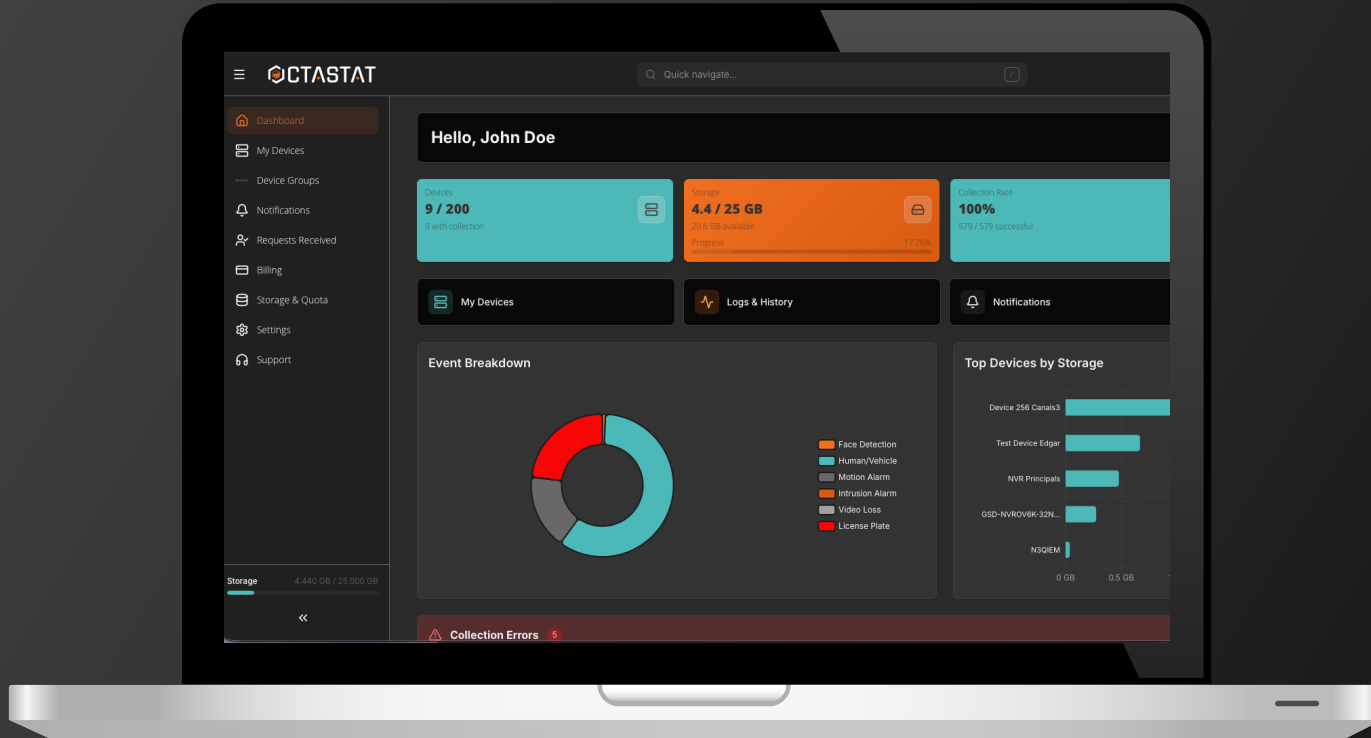 OCTASTAT
Quick navigate...
/
Dashboard
My Devices
Device Groups
Notifications
Requests Received
Billing
Storage & Quota
Settings
Support
Storage 4.440 GB / 25.000 GB
Hello, John Doe
Devices
9 / 200
9 with collection
Storage
4.4 / 25 GB
20.6 GB available
Progress 17.76%
Collection Rate
100%
579 / 579 successful
My Devices
Logs & History
Notifications
Event Breakdown
Face Detection
Human/Vehicle
Motion Alarm
Intrusion Alarm
Video Loss
License Plate
Top Devices by Storage
Device 256 Canals3
Test Device Edgar
NVR Principals
GSD-NVROV6K-32N...
N3QIEM
0 GB 0.5 GB
Collection Errors 5